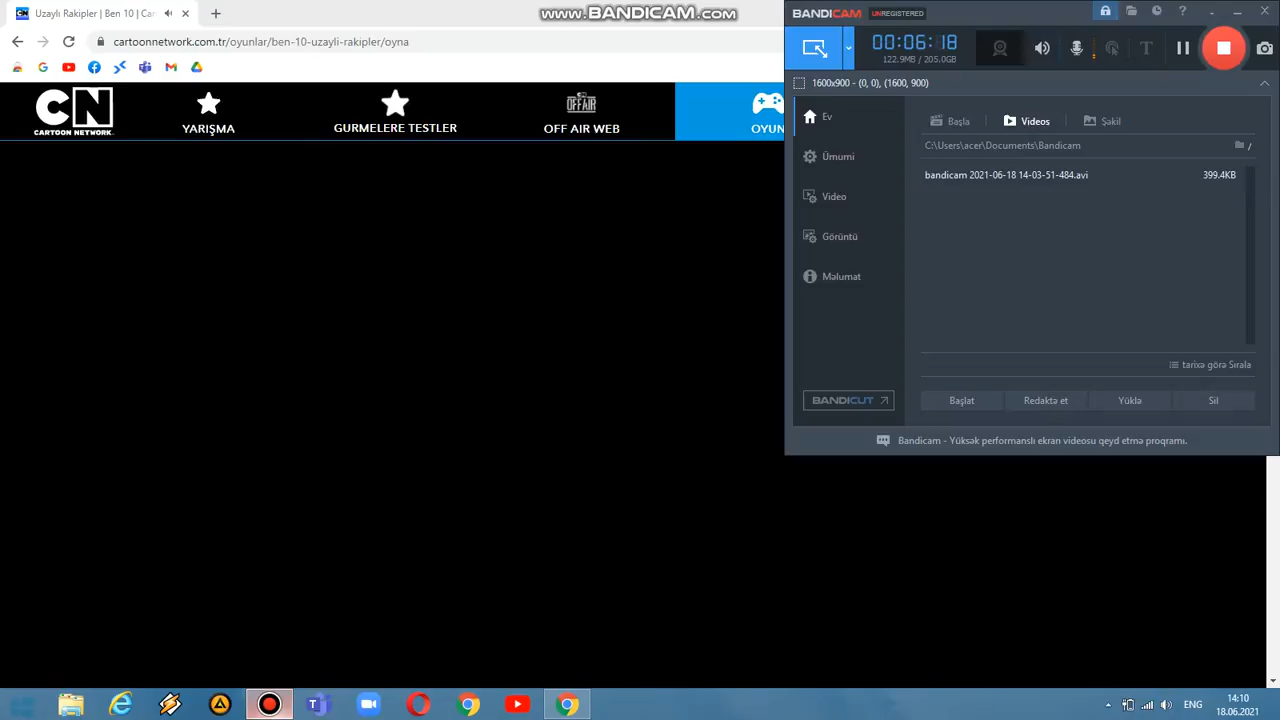 Uzaylı Rakipler | Ben 10 | Ca
www.BANDICAM.com
cartoonnetwork.com.tr/oyunlar/ben-10-uzayli-rakipler/oyna
CN
CARTOON NETWORK
YARIŞMA
GURMELERE TESTLER
OFF AIR
OFF AIR WEB
OYUN
BANDICAM
UNREGISTERED
00:06:18
122.9MB / 205.0GB
1600x900 - (0, 0), (1600, 900)
Ev
Ümumi
Video
Görüntü
Məlumat
BANDICUT
Başla
Videos
Şəkil
C:\Users\acer\Documents\Bandicam
bandicam 2021-06-18 14-03-51-484.avi
399.4KB
tarixə görə Sırala
Başlat
Redaktə et
Yüklə
Sil
Bandicam - Yüksək performanslı ekran videosu qeyd etmə proqramı.
ENG
14:10
18.06.2021